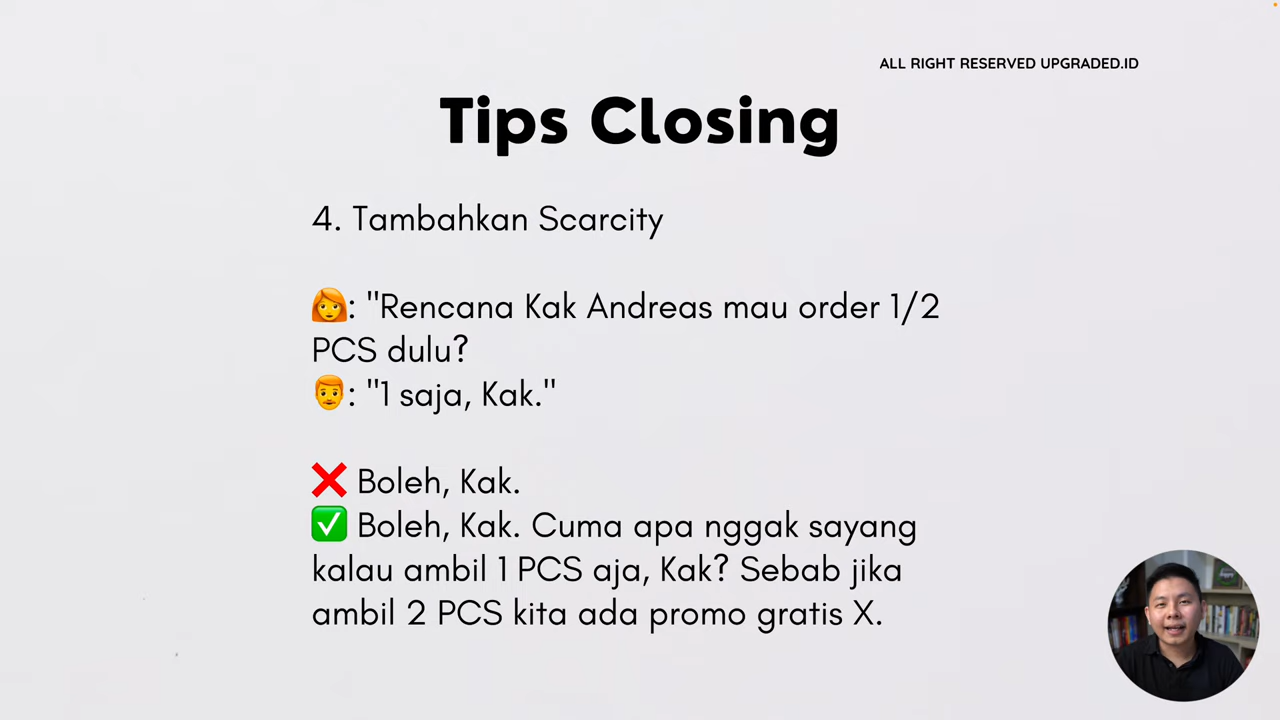 ALL RIGHT RESERVED UPGRADED.ID
Tips Closing
4. Tambahkan Scarcity
👩‍🦰: "Rencana Kak Andreas mau order 1/2
PCS dulu?
👨‍🦰: "1 saja, Kak."
❌ Boleh, Kak.
✅ Boleh, Kak. Cuma apa nggak sayang
kalau ambil 1 PCS aja, Kak? Sebab jika
ambil 2 PCS kita ada promo gratis X.